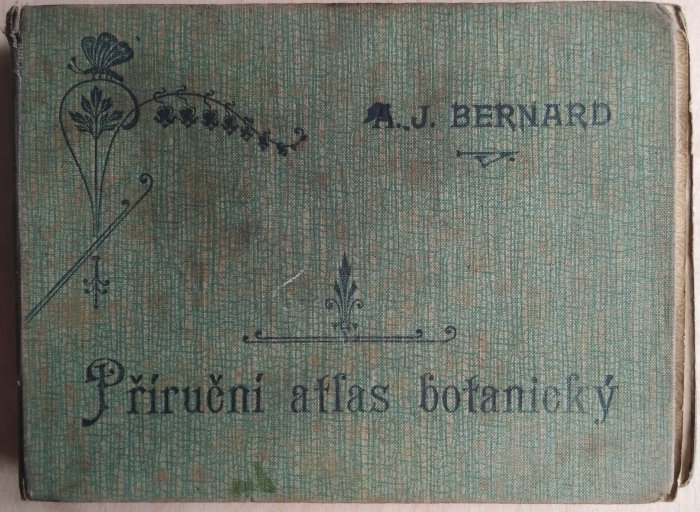 A. J. BERNARD
Příruční atlas botanický